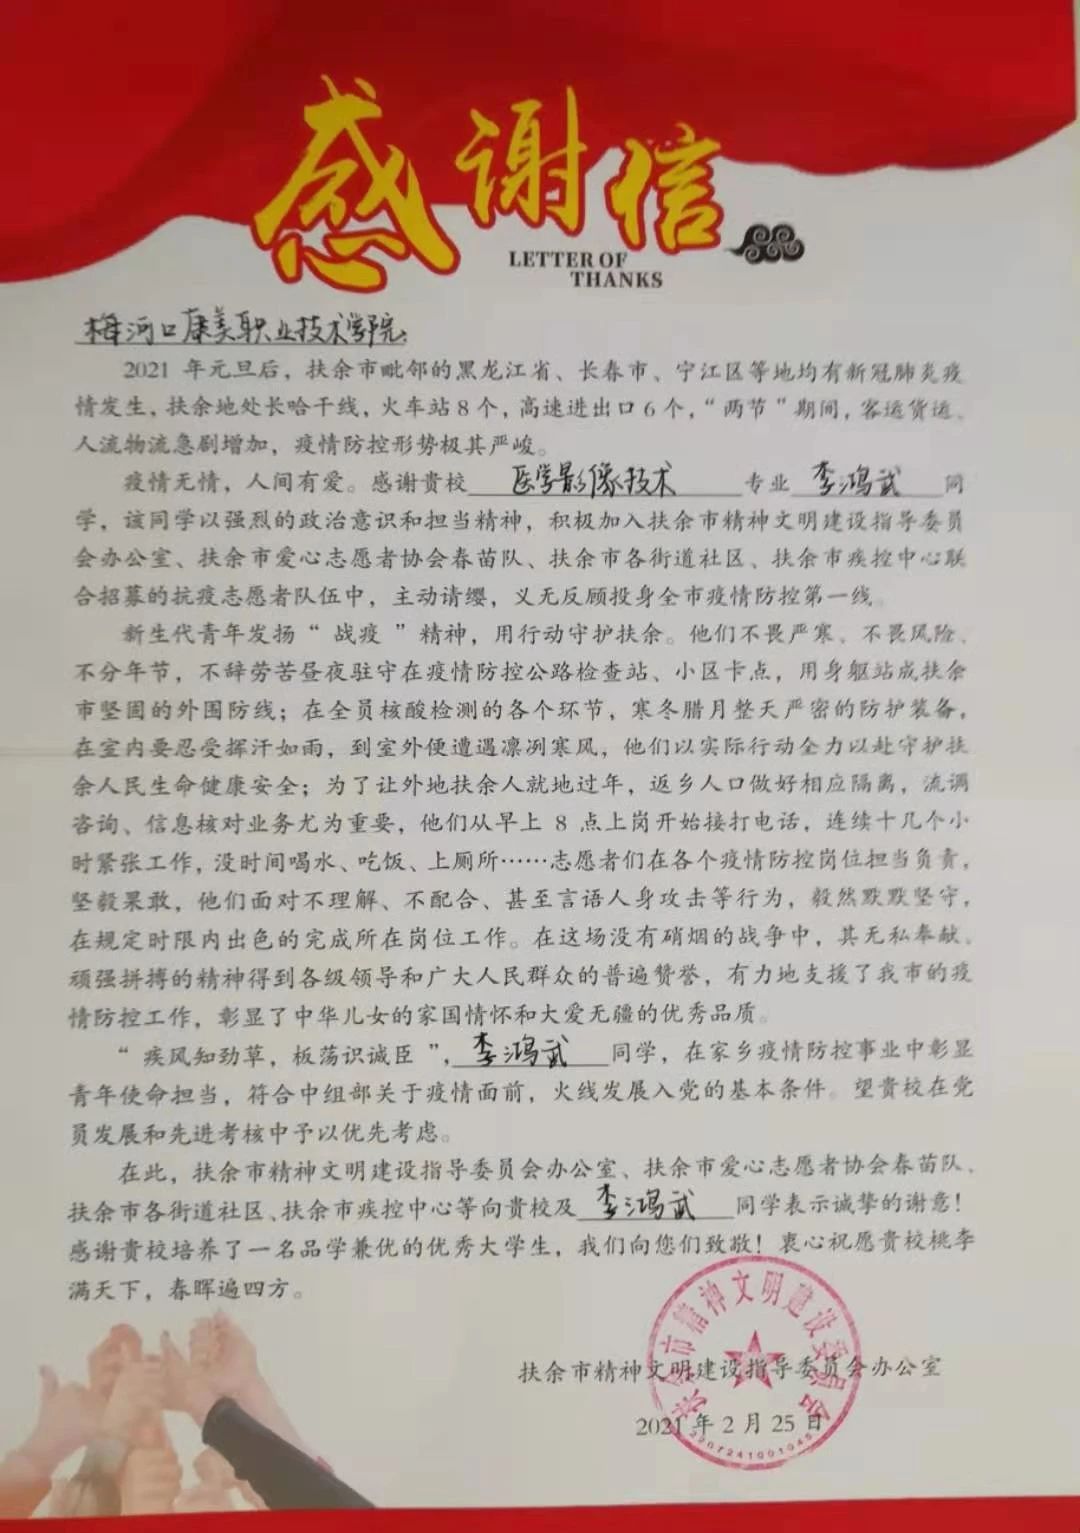 感谢信
LETTER OF
THANKS
梅河口康美职业技术学院:
2021 年元旦后，扶余市毗邻的黑龙江省、长春市、宁江区等地均有新冠肺炎疫
情发生，扶余地处长哈干线，火车站8个，高速进出口6个，“两节”期间，客运货运、
人流物流急剧增加，疫情防控形势极其严峻。
疫情无情，人间有爱。感谢贵校 医学影像技术 专业 李鸿武 同
学，该同学以强烈的政治意识和担当精神，积极加入扶余市精神文明建设指导委员
会办公室、扶余市爱心志愿者协会春苗队、扶余市各街道社区、扶余市疾控中心联
合招募的抗疫志愿者队伍中，主动请缨，义无反顾投身全市疫情防控第一线。
新生代青年发扬“ 战疫 ”精神，用行动守护扶余。他们不畏严寒、不畏风险、
不分年节，不辞劳苦昼夜驻守在疫情防控公路检查站、小区卡点，用身躯站成扶余
市坚固的外围防线；在全员核酸检测的各个环节，寒冬腊月整天严密的防护装备，
在室内要忍受挥汗如雨，到室外便遭遇凛冽寒风，他们以实际行动全力以赴守护扶
余人民生命健康安全；为了让外地扶余人就地过年，返乡人口做好相应隔离，流调
咨询、信息核对业务尤为重要，他们从早上 8 点上岗开始接打电话，连续十几个小
时紧张工作，没时间喝水、吃饭、上厕所……志愿者们在各个疫情防控岗位担当负责，
坚毅果敢，他们面对不理解、不配合、甚至言语人身攻击等行为，毅然默默坚守，
在规定时限内出色的完成所在岗位工作。在这场没有硝烟的战争中，其无私奉献、
顽强拼搏的精神得到各级领导和广大人民群众的普遍赞誉，有力地支援了我市的疫
情防控工作，彰显了中华儿女的家国情怀和大爱无疆的优秀品质。
“ 疾风知劲草，板荡识诚臣 ”，李鸿武 同学，在家乡疫情防控事业中彰显
青年使命担当，符合中组部关于疫情面前，火线发展入党的基本条件。望贵校在党
员发展和先进考核中予以优先考虑。
在此，扶余市精神文明建设指导委员会办公室、扶余市爱心志愿者协会春苗队、
扶余市各街道社区、扶余市疾控中心等向贵校及 李鸿武 同学表示诚挚的谢意！
感谢贵校培养了一名品学兼优的优秀大学生，我们向您们致敬！衷心祝愿贵校桃李
满天下，春晖遍四方。
扶余市精神文明建设指导委员会办公室
2021 年 2 月 25 日
扶余市精神文明建设委员会
2207241001045